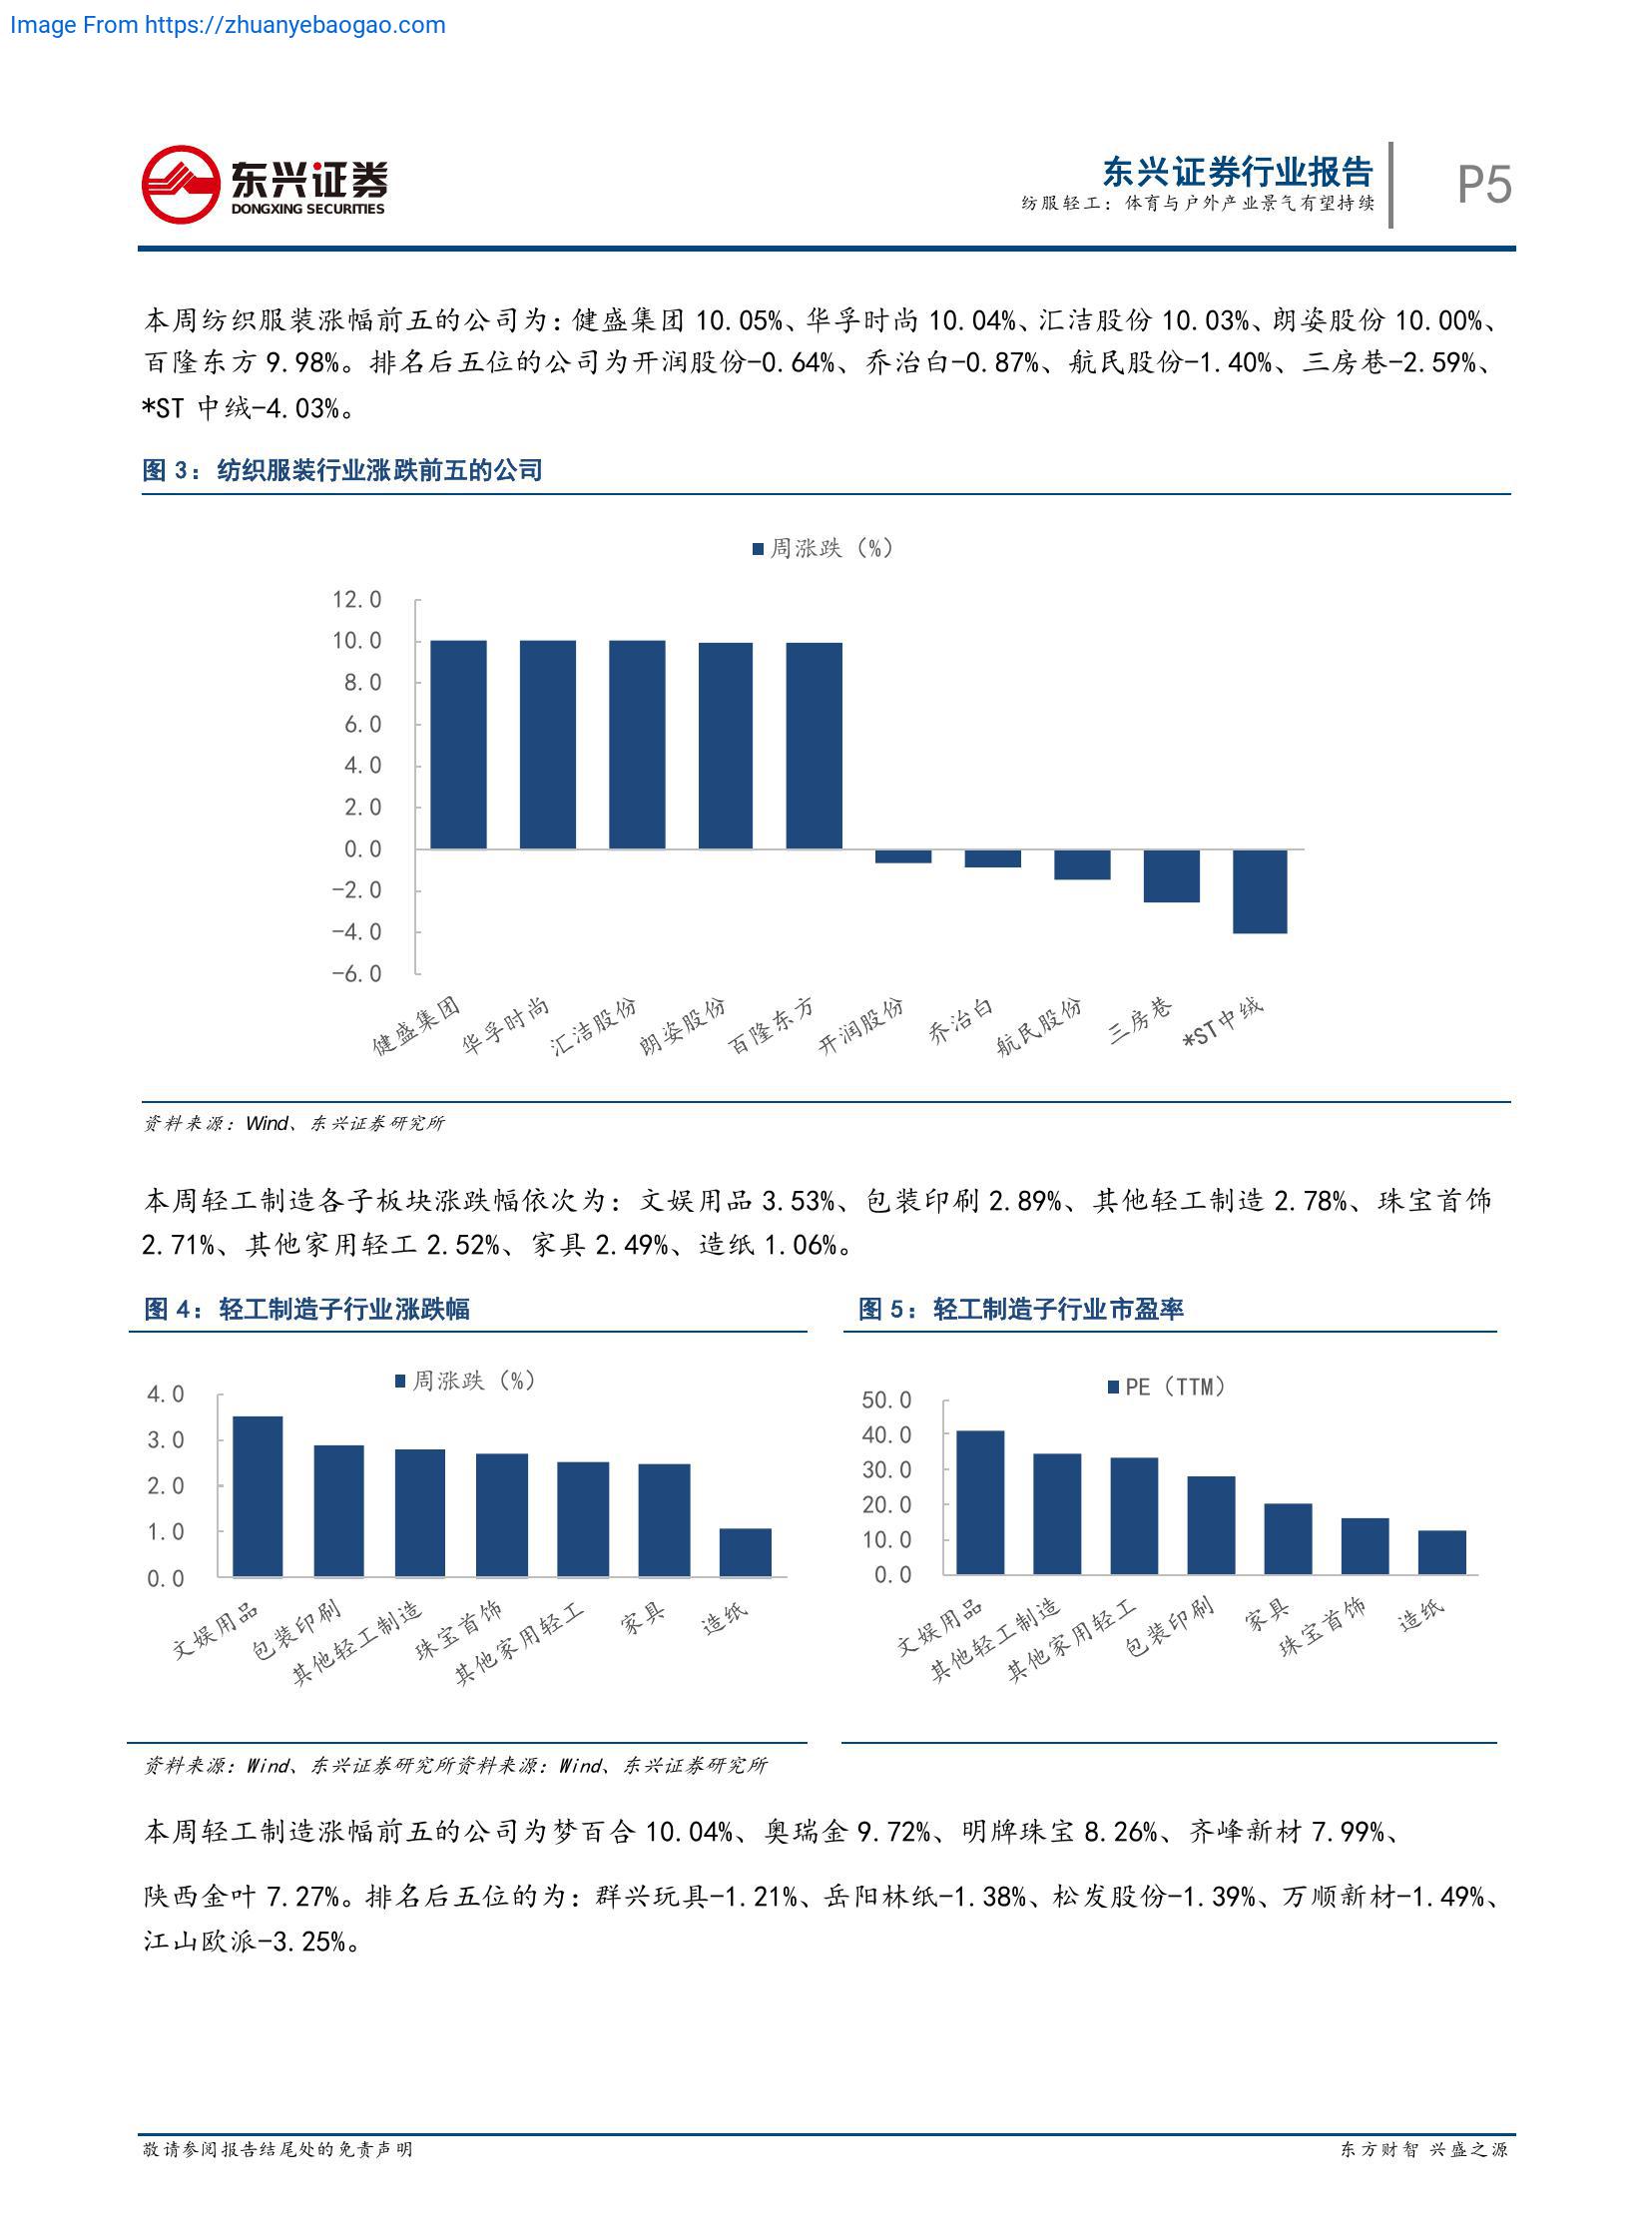 Image From https://zhuanyebaogao.com
东兴证券
DONGXING SECURITIES
东兴证券行业报告
纺服轻工：体育与户外产业景气有望持续
P5
本周纺织服装涨幅前五的公司为：健盛集团 10.05%、华孚时尚 10.04%、汇洁股份 10.03%、朗姿股份 10.00%、
百隆东方 9.98%。排名后五位的公司为开润股份-0.64%、乔治白-0.87%、航民股份-1.40%、三房巷-2.59%、
*ST 中绒-4.03%。
图 3：纺织服装行业涨跌前五的公司
周涨跌（%）
12.0
10.0
8.0
6.0
4.0
2.0
0.0
-2.0
-4.0
-6.0
健盛集团
华孚时尚
汇洁股份
朗姿股份
百隆东方
开润股份
乔治白
航民股份
三房巷
*ST中绒
资料来源：Wind、东兴证券研究所
本周轻工制造各子板块涨跌幅依次为：文娱用品 3.53%、包装印刷 2.89%、其他轻工制造 2.78%、珠宝首饰
2.71%、其他家用轻工 2.52%、家具 2.49%、造纸 1.06%。
图 4：轻工制造子行业涨跌幅
周涨跌（%）
4.0
3.0
2.0
1.0
0.0
文娱用品
包装印刷
其他轻工制造
珠宝首饰
其他家用轻工
家具
造纸
图 5：轻工制造子行业市盈率
PE（TTM）
50.0
40.0
30.0
20.0
10.0
0.0
文娱用品
其他轻工制造
其他家用轻工
包装印刷
家具
珠宝首饰
造纸
资料来源：Wind、东兴证券研究所资料来源：Wind、东兴证券研究所
本周轻工制造涨幅前五的公司为梦百合 10.04%、奥瑞金 9.72%、明牌珠宝 8.26%、齐峰新材 7.99%、
陕西金叶 7.27%。排名后五位的为：群兴玩具-1.21%、岳阳林纸-1.38%、松发股份-1.39%、万顺新材-1.49%、
江山欧派-3.25%。
敬请参阅报告结尾处的免责声明
东方财智 兴盛之源